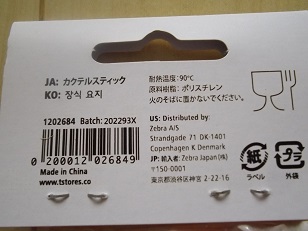 JA: カクテルスティック
KO: 장식 요지
耐熱温度: 90℃
原料樹脂: ポリスチレン
火のそばに置かないでください。
1202684 Batch: 202293X
0 200012 026849
Made in China
www.tstores.com
US: Distributed by:
Zebra A/S
Strandgade 71 DK-1401
Copenhagen K Denmark
JP: 輸入者: Zebra Japan(株)
〒150-0001
東京都渋谷区神宮 2-22-16
紙
ラベル
プラ
外袋